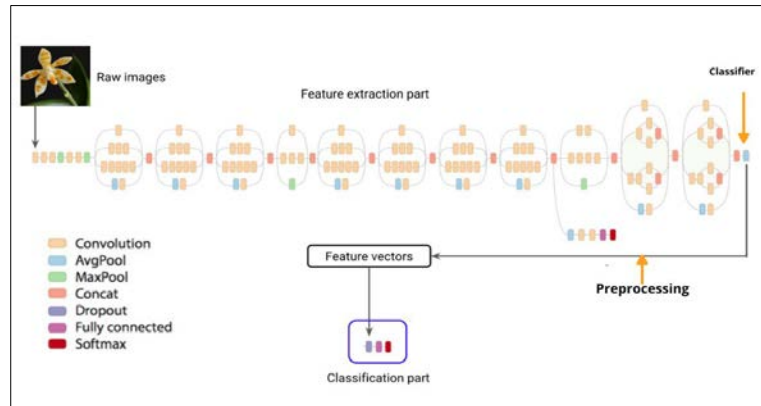 Classifier
Raw images
Feature extraction part
Convolution
AvgPool
MaxPool
Concat
Dropout
Fully connected
Softmax
Feature vectors
Preprocessing
Classification part